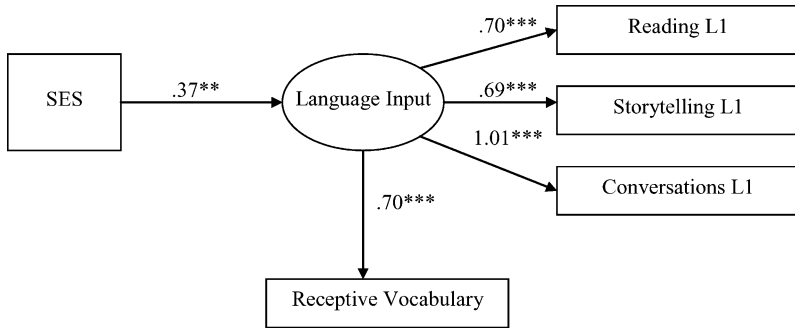 .70***
Reading L1
SES
.37**
Language Input
.69***
Storytelling L1
1.01***
Conversations L1
.70***
Receptive Vocabulary